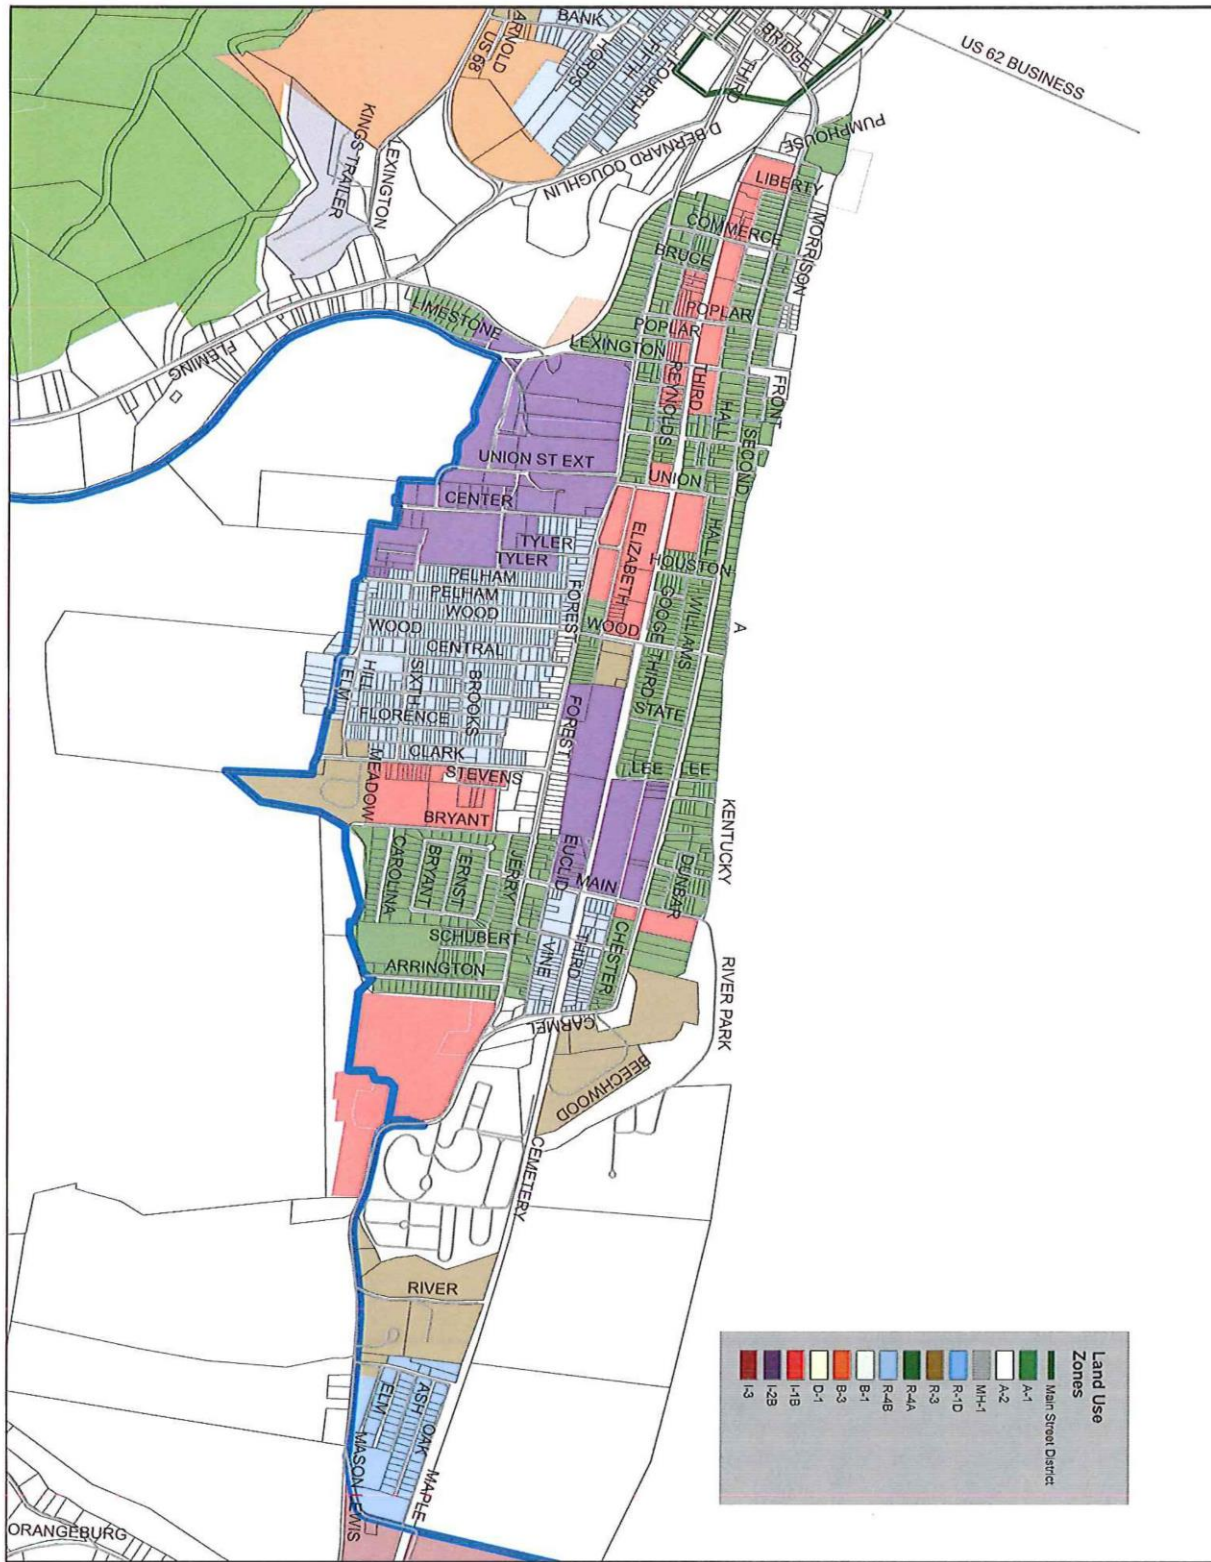 BANK
ARNOLD
US 68
FORDS
FIFTH
FOURTH
BRIDGE
THIRD
US 62 BUSINESS
PUMPHOUSE
D BERNARD COUGHLIN
LEXINGTON
KINGS TRAILER
LIBERTY
MORRISON
COMMERCE
BRUCE
POPLAR
POPLAR
LIMESTONE
FLEMING
LEXINGTON
REYNOLDS
THIRD
HALL
SECOND
FRONT
UNION ST EXT
UNION
CENTER
TYLER
TYLER
ELIZABETH
HALL
HOUSTON
PELHAM
PELHAM
WOOD
WOOD
FOREST
WOOD
GOOGE
WILLIAMS
A
CENTRAL
THIRD
ELM
HILL
SIXTH
BROOKS
FLORENCE
FOREST
STATE
CLARK
MEADOW
STEVENS
LEE
LEE
BRYANT
EUCLID
KENTUCKY
CAROLINA
BRYANT
ERNST
JERRY
MAIN
DUNBAR
SCHUBERT
VINE
THIRD
CHESTER
ARRINGTON
CARMEL
RIVER PARK
BEECHWOOD
CEMETERY
RIVER
ELM
ASH
OAK
MAPLE
MASON LEWIS
ORANGEBURG
Land Use
Zones
Main Street District
A-1
A-2
MH-1
R-1D
R-3
R-4A
R-4B
B-1
B-3
D-1
I-1B
I-2B
I-3